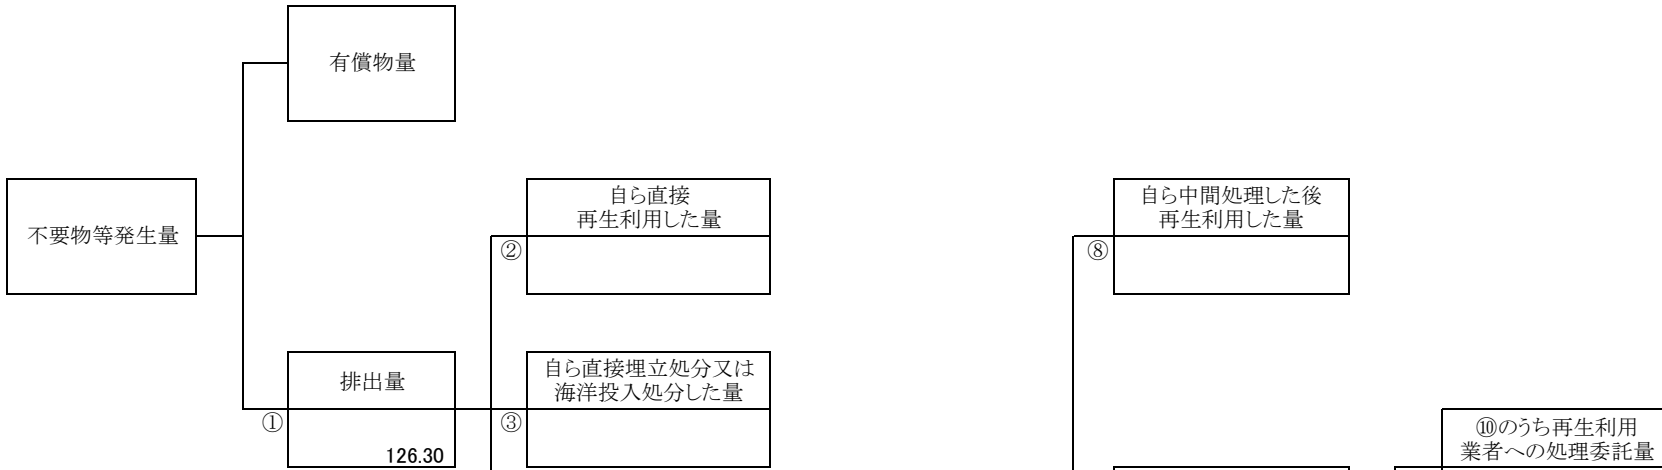 有償物量
不要物等発生量
自ら直接
再生利用した量
②
自ら中間処理した後
再生利用した量
⑧
排出量
①
126.30
自ら直接埋立処分又は
海洋投入処分した量
③
⑩のうち再生利用
業者への処理委託量